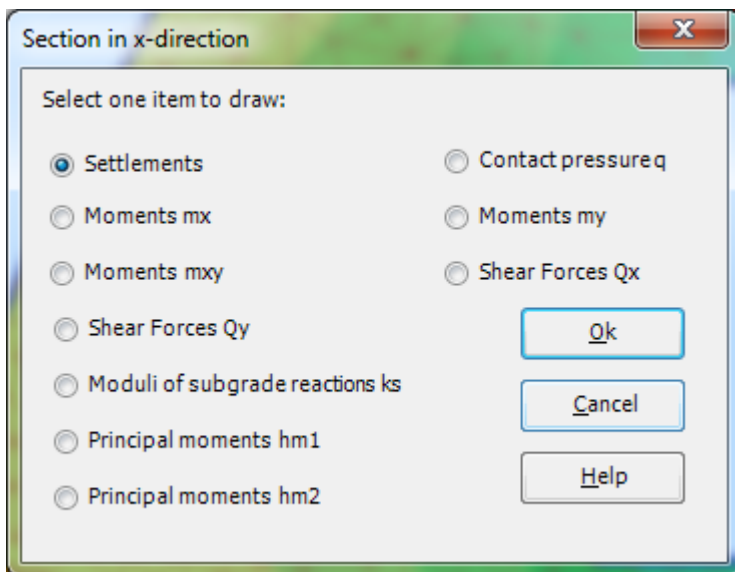 Section in x-direction
Select one item to draw:
Settlements
Contact pressure q
Moments mx
Moments my
Moments mxy
Shear Forces Qx
Shear Forces Qy
Ok
Moduli of subgrade reactions ks
Cancel
Principal moments hm1
Help
Principal moments hm2